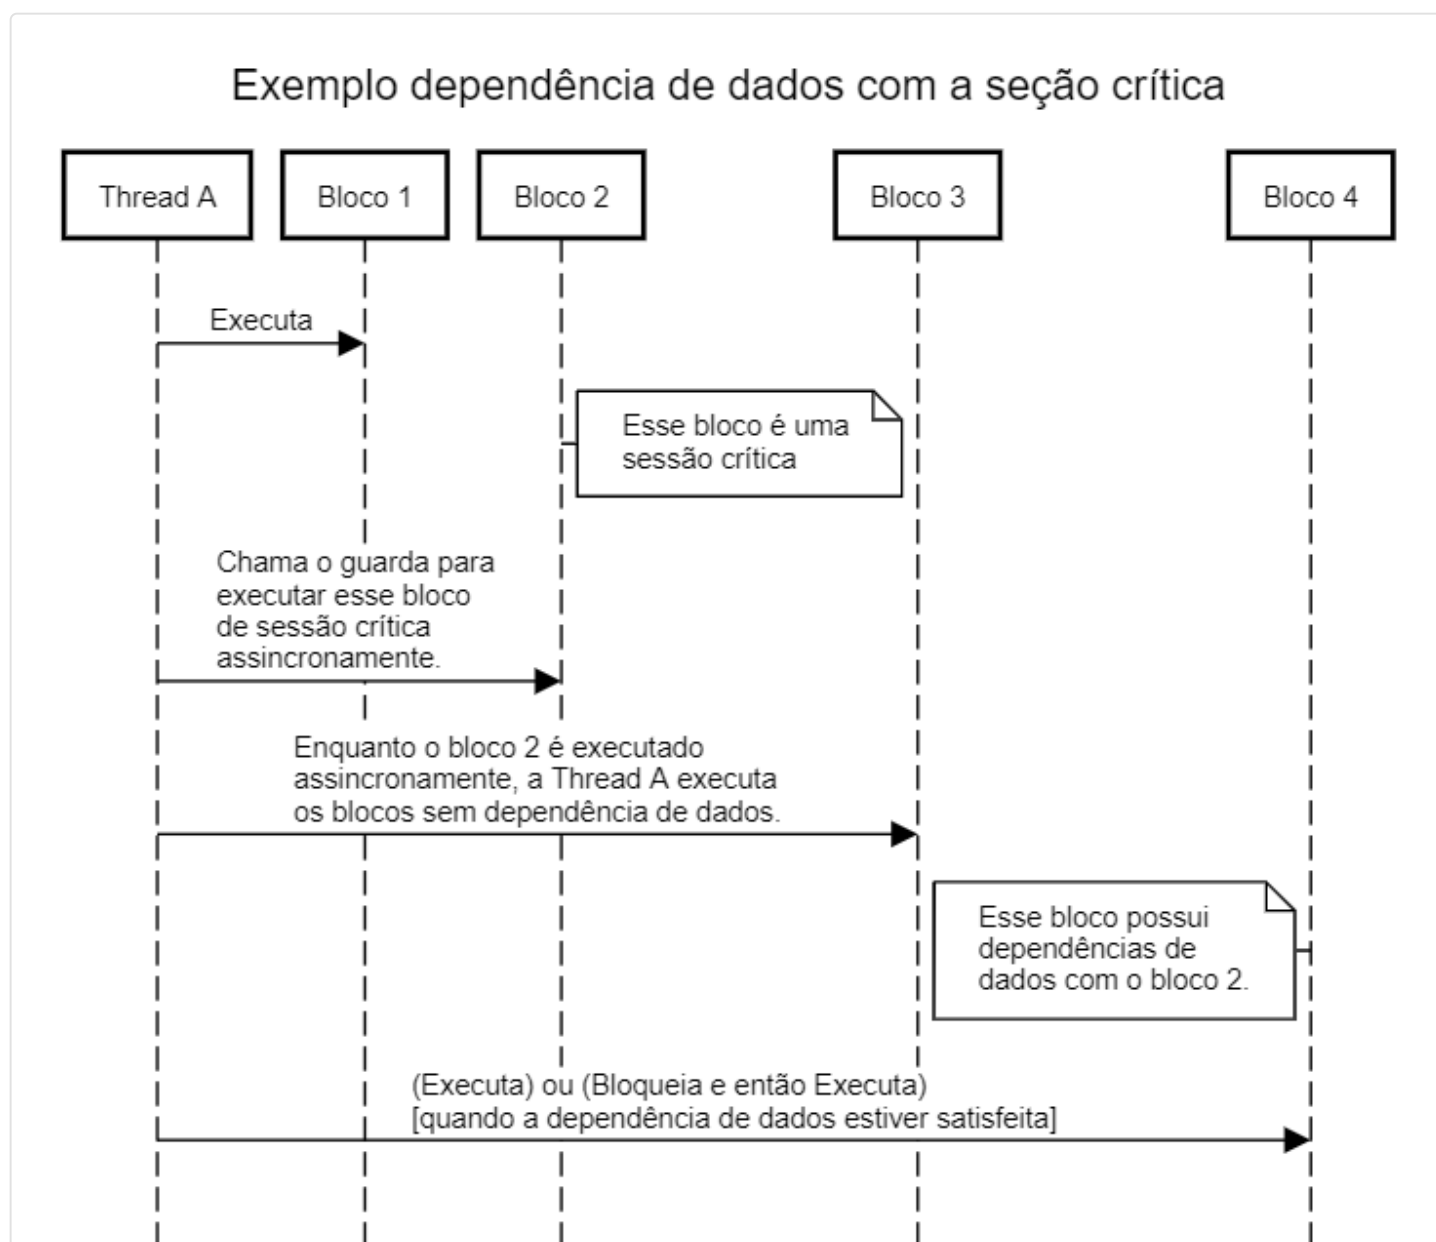 Exemplo dependência de dados com a seção crítica
Thread A
Bloco 1
Bloco 2
Bloco 3
Bloco 4
Executa
Esse bloco é uma
sessão crítica
Chama o guarda para
executar esse bloco
de sessão crítica
assincronamente.
Enquanto o bloco 2 é executado
assincronamente, a Thread A executa
os blocos sem dependência de dados.
Esse bloco possui
dependências de
dados com o bloco 2.
(Executa) ou (Bloqueia e então Executa)
[quando a dependência de dados estiver satisfeita]